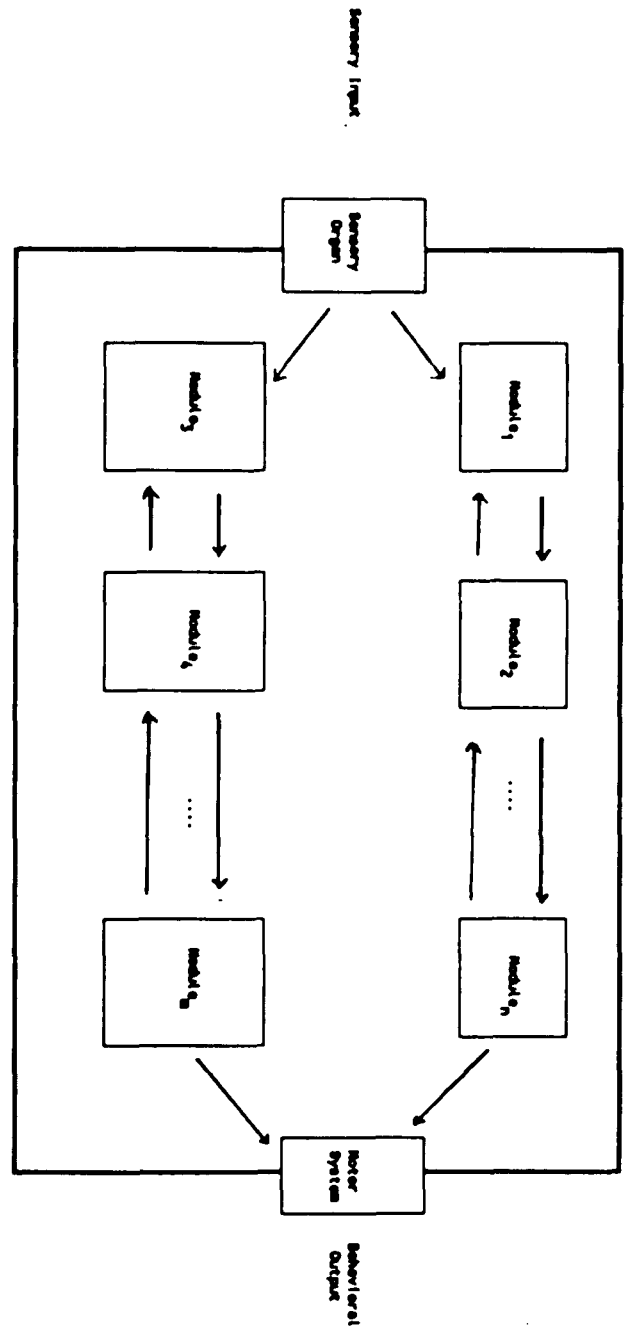 Sensory Input
Sensory
Organ
Module1
Module2
....
Modulen
Module3
Module4
....
Modulem
Motor
System
Behavioral
Output